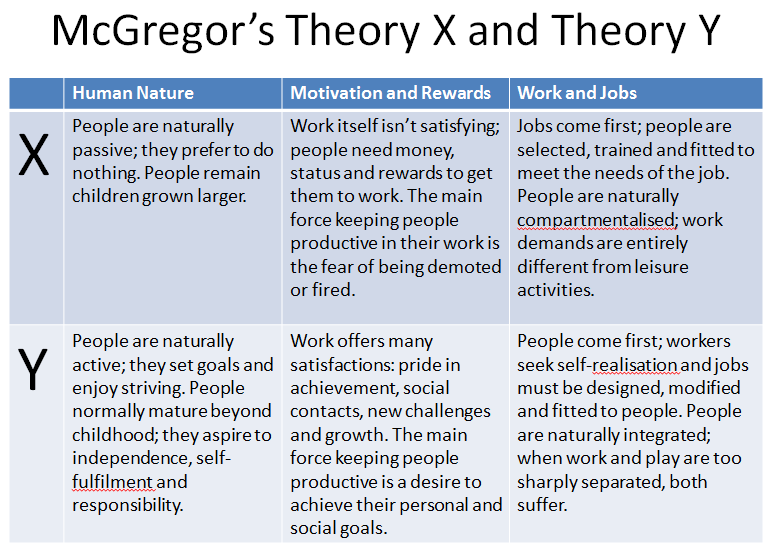 McGregor's Theory X and Theory Y
Human Nature
Motivation and Rewards
Work and Jobs
X
People are naturally
passive; they prefer to do
nothing. People remain
children grown larger.
Work itself isn't satisfying;
people need money,
status and rewards to get
them to work. The main
force keeping people
productive in their work is
the fear of being demoted
or fired.
Jobs come first; people are
selected, trained and fitted to
meet the needs of the job.
People are naturally
compartmentalised; work
demands are entirely
different from leisure
activities.
Y
People are naturally
active; they set goals and
enjoy striving. People
normally mature beyond
childhood; they aspire to
independence, self-
fulfilment and
responsibility.
Work offers many
satisfactions: pride in
achievement, social
contacts, new challenges
and growth. The main
force keeping people
productive is a desire to
achieve their personal and
social goals.
People come first; workers
seek self-realisation and jobs
must be designed, modified
and fitted to people. People
are naturally integrated;
when work and play are too
sharply separated, both
suffer.